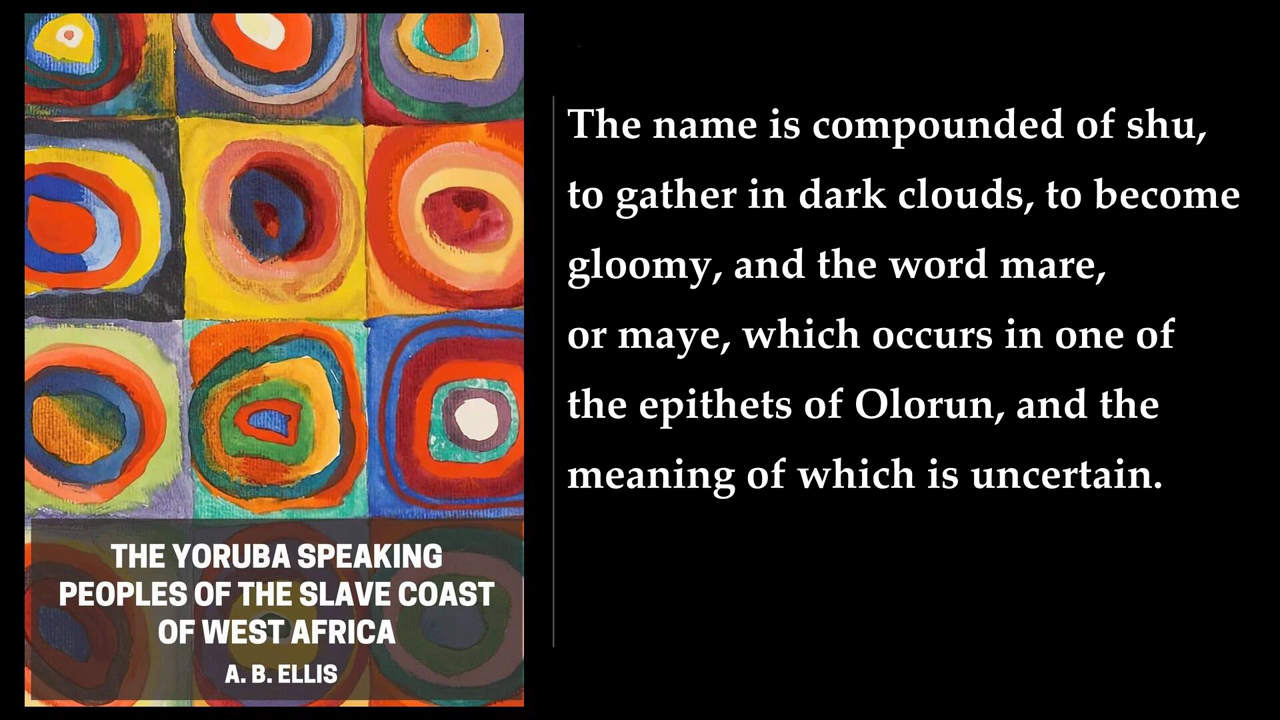 THE YORUBA SPEAKING
PEOPLES OF THE SLAVE COAST
OF WEST AFRICA
A. B. ELLIS
The name is compounded of shu,
to gather in dark clouds, to become
gloomy, and the word mare,
or maye, which occurs in one of
the epithets of Olorun, and the
meaning of which is uncertain.